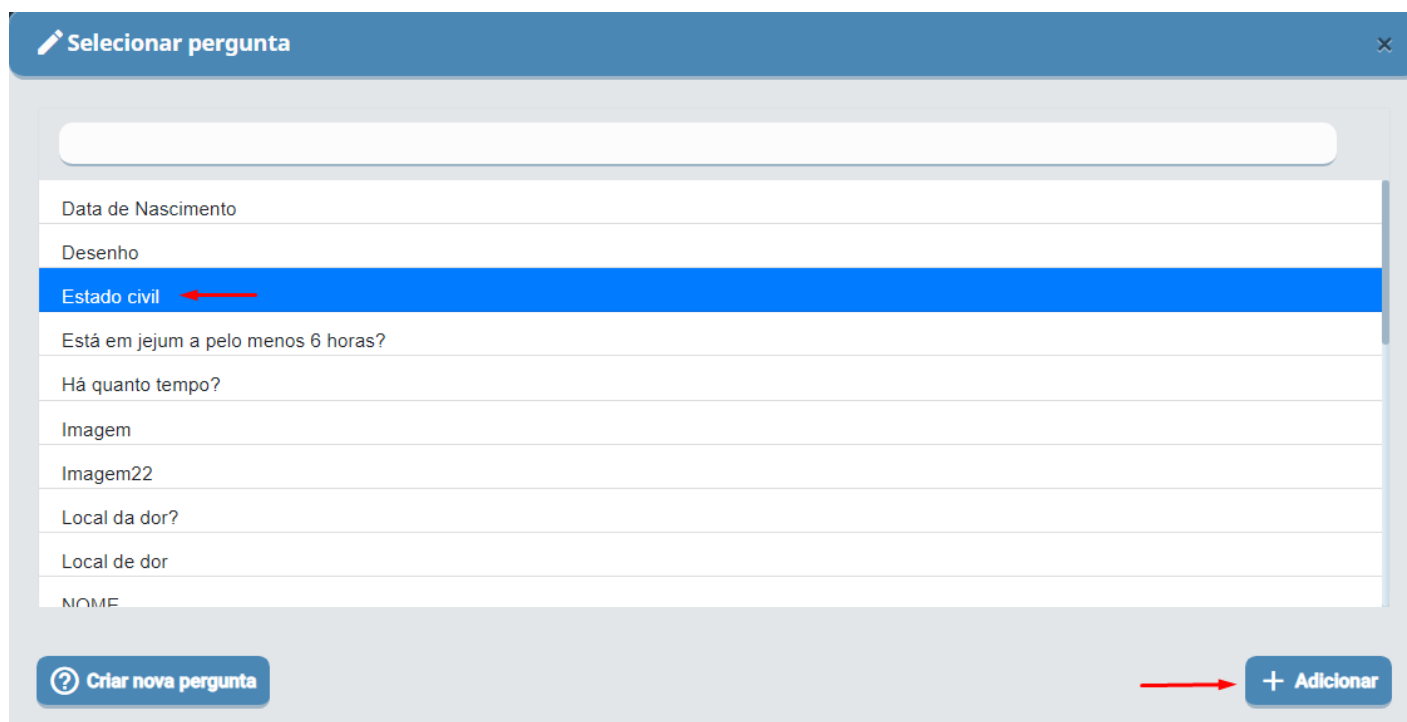 Selecionar pergunta
Data de Nascimento
Desenho
Estado civil
Está em jejum a pelo menos 6 horas?
Há quanto tempo?
Imagem
Imagem22
Local da dor?
Local de dor
NOME
Criar nova pergunta
Adicionar